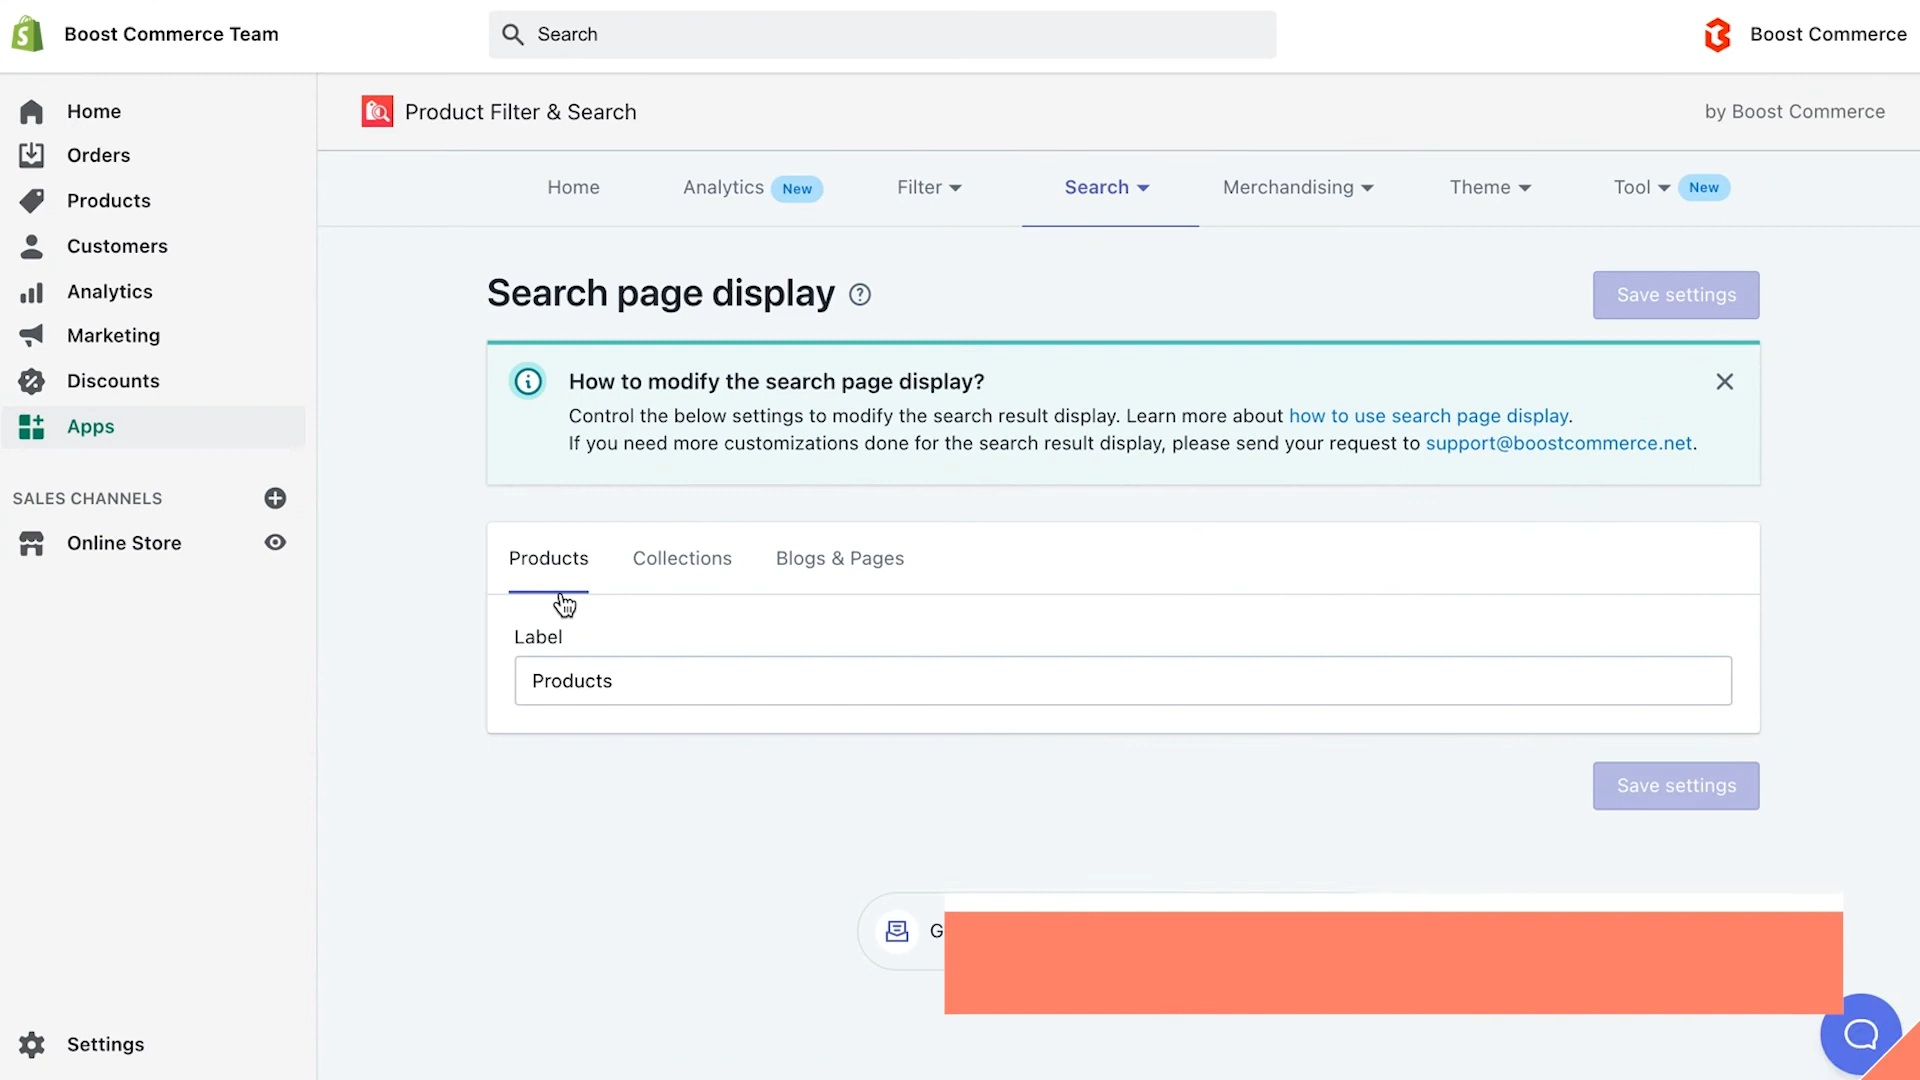 Boost Commerce Team
Search
Boost Commerce
Home
Orders
Products
Customers
Analytics
Marketing
Discounts
Apps
SALES CHANNELS
Online Store
Settings
Product Filter & Search
by Boost Commerce
Home
Analytics New
Filter
Search
Merchandising
Theme
Tool New
Search page display
Save settings
How to modify the search page display?
Control the below settings to modify the search result display. Learn more about how to use search page display.
If you need more customizations done for the search result display, please send your request to support@boostcommerce.net.
Products
Collections
Blogs & Pages
Label
Products
Save settings
G